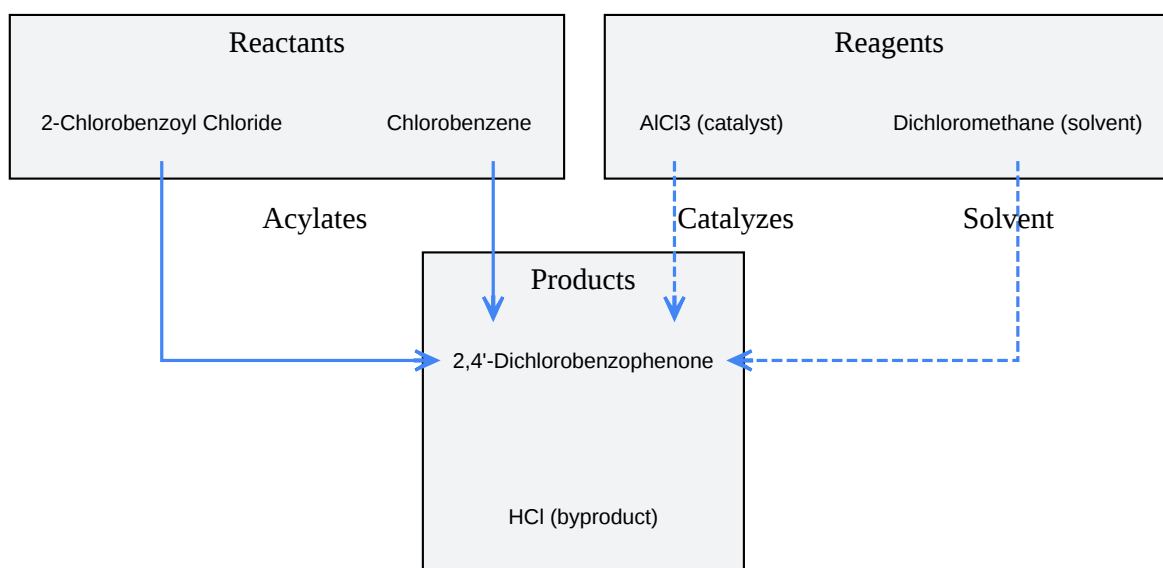 Reactants
Reagents
2-Chlorobenzoyl Chloride
Chlorobenzene
AlCl3 (catalyst)
Dichloromethane (solvent)
Acylates
Catalyzes
Solvent
Products
2,4'-Dichlorobenzophenone
HCl (byproduct)